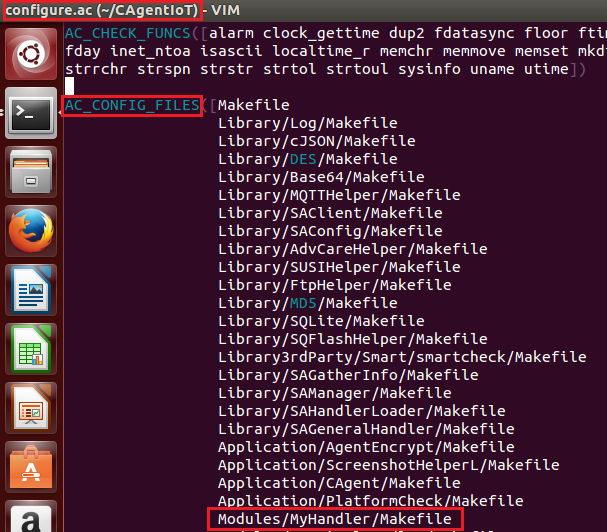 configure.ac (~/CAgentIoT) - VIM
AC_CHECK_FUNCS([alarm clock_gettime dup2 fdatasync floor ftim
fday inet_ntoa isascii localtime_r memchr memmove memset mkd
strrchr strspn strstr strtol strtoul sysinfo uname utime])
AC_CONFIG_FILES([Makefile
Library/Log/Makefile
Library/cJSON/Makefile
Library/DES/Makefile
Library/Base64/Makefile
Library/MQTTHelper/Makefile
Library/SAClient/Makefile
Library/SAConfig/Makefile
Library/AdvCareHelper/Makefile
Library/SUSIHelper/Makefile
Library/FtpHelper/Makefile
Library/MD5/Makefile
Library/SQLite/Makefile
Library/SQFlashHelper/Makefile
Library3rdParty/Smart/smartcheck/Makefile
Library/SAGatherInfo/Makefile
Library/SAManager/Makefile
Library/SAHandlerLoader/Makefile
Library/SAGeneralHandler/Makefile
Application/AgentEncrypt/Makefile
Application/ScreenshotHelperL/Makefile
Application/CAgent/Makefile
Application/PlatformCheck/Makefile
Modules/MyHandler/Makefile